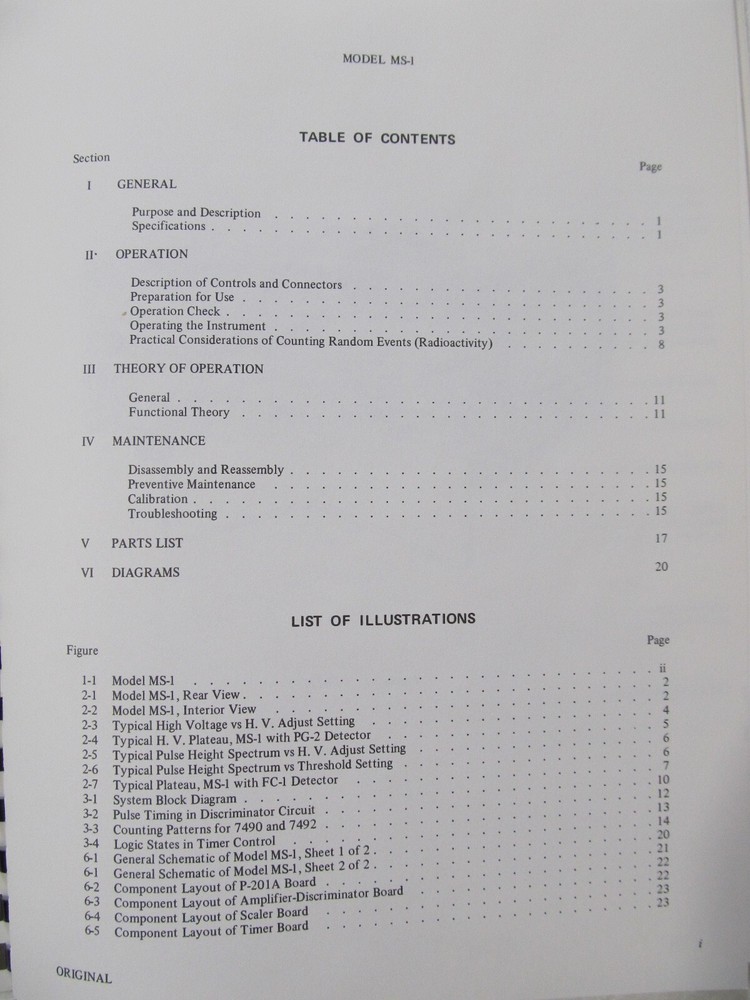 MODEL MS-1
TABLE OF CONTENTS
Section Page
I GENERAL
Purpose and Description . . . . . . . . . . . . . . . . . . . . . . . . 1
Specifications . . . . . . . . . . . . . . . . . . . . . . . . . . . . 1
II· OPERATION
Description of Controls and Connectors . . . . . . . . . . . . . . . . . . . 3
Preparation for Use . . . . . . . . . . . . . . . . . . . . . . . . . . 3
Operation Check . . . . . . . . . . . . . . . . . . . . . . . . . . . 3
Operating the Instrument . . . . . . . . . . . . . . . . . . . . . . . . 3
Practical Considerations of Counting Random Events (Radioactivity) . . . . . . . . . . 8
III THEORY OF OPERATION
General . . . . . . . . . . . . . . . . . . . . . . . . . . . . . . 11
Functional Theory . . . . . . . . . . . . . . . . . . . . . . . . . . 11
IV MAINTENANCE
Disassembly and Reassembly . . . . . . . . . . . . . . . . . . . . . . . 15
Preventive Maintenance . . . . . . . . . . . . . . . . . . . . . . . . 15
Calibration . . . . . . . . . . . . . . . . . . . . . . . . . . . . . 15
Troubleshooting . . . . . . . . . . . . . . . . . . . . . . . . . . . 15
V PARTS LIST 17
VI DIAGRAMS 20
LIST OF ILLUSTRATIONS
Figure Page
1-1 Model MS-1 . . . . . . . . . . . . . . . . . . . . . . . . . . ii
2-1 Model MS-1, Rear View . . . . . . . . . . . . . . . . . . . . . . . . 2
2-2 Model MS-1, Interior View . . . . . . . . . . . . . . . . . . . . . . . 2
2-3 Typical High Voltage vs H. V. Adjust Setting . . . . . . . . . . . . . . . . . . 4
2-4 Typical H. V. Plateau, MS-1 with PG-2 Detector . . . . . . . . . . . . . . . . . 5
2-5 Typical Pulse Height Spectrum vs H. V. Adjust Setting . . . . . . . . . . . . . . . 6
2-6 Typical Pulse Height Spectrum vs Threshold Setting . . . . . . . . . . . . . . . . 6
2-7 Typical Plateau, MS-1 with FC-1 Detector . . . . . . . . . . . . . . . . . . . 7
3-1 System Block Diagram . . . . . . . . . . . . . . . . . . . . . . . . 10
3-2 Pulse Timing in Discriminator Circuit . . . . . . . . . . . . . . . . . . . . 12
3-3 Counting Patterns for 7490 and 7492 . . . . . . . . . . . . . . . . . . . . 13
3-4 Logic States in Timer Control . . . . . . . . . . . . . . . . . . . . . . 14
6-1 General Schematic of Model MS-1, Sheet 1 of 2 . . . . . . . . . . . . . . . . . 20
6-1 General Schematic of Model MS-1, Sheet 2 of 2 . . . . . . . . . . . . . . . . . 21
6-2 Component Layout of P-201A Board . . . . . . . . . . . . . . . . . . . . 22
6-3 Component Layout of Amplifier-Discriminator Board . . . . . . . . . . . . . . . 22
6-4 Component Layout of Scaler Board . . . . . . . . . . . . . . . . . . . . 23
6-5 Component Layout of Timer Board . . . . . . . . . . . . . . . . . . . . 23
i
ORIGINAL